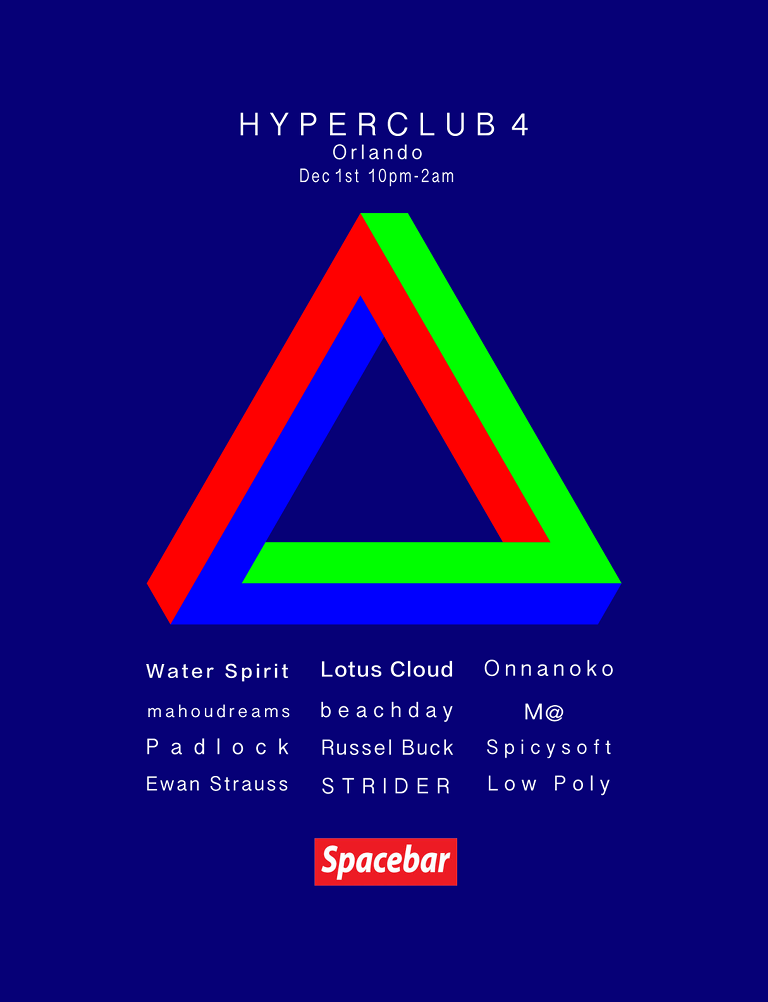 HYPERCLUB 4
Orlando
Dec 1st 10pm-2am
Water Spirit Lotus Cloud Onnanoko
mahoudreams beachday M@
Padlock Russel Buck Spicysoft
Ewan Strauss STRIDER Low Poly
Spacebar